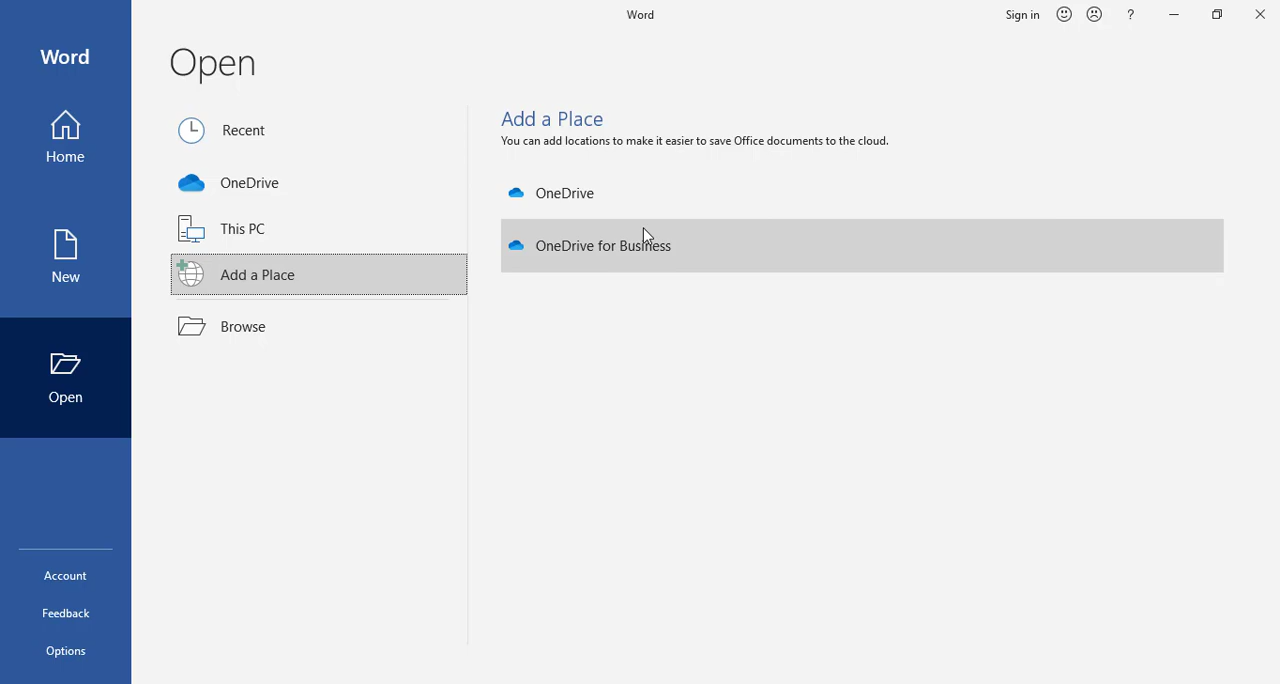 Word
Sign in
?
Word
Home
New
Open
Account
Feedback
Options
Open
Recent
OneDrive
This PC
Add a Place
Browse
Add a Place
You can add locations to make it easier to save Office documents to the cloud.
OneDrive
OneDrive for Business